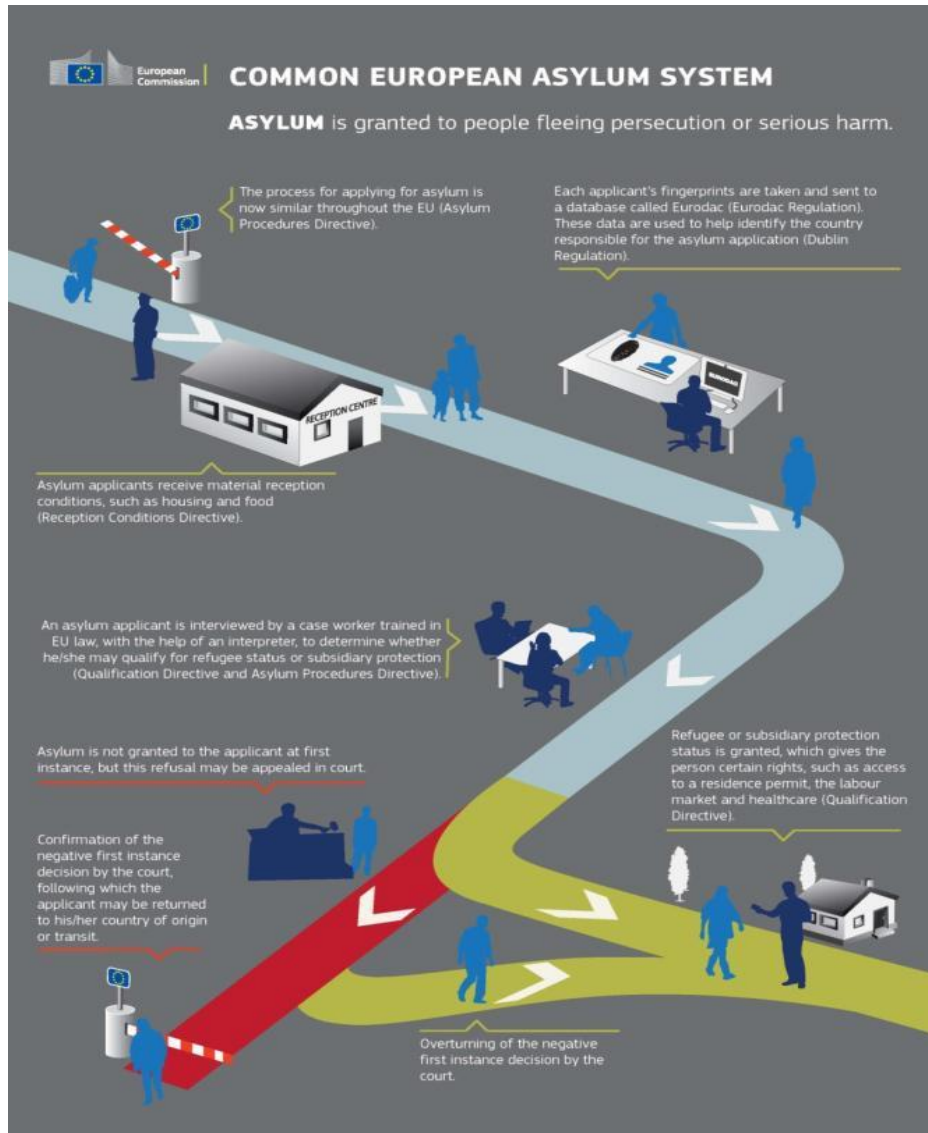 European
Commission
COMMON EUROPEAN ASYLUM SYSTEM
ASYLUM is granted to people fleeing persecution or serious harm.
The process for applying for asylum is
now similar throughout the EU (Asylum
Procedures Directive).
Each applicant's fingerprints are taken and sent to
a database called Eurodac (Eurodac Regulation).
These data are used to help identify the country
responsible for the asylum application (Dublin
Regulation).
EURODAC
RECEPTION CENTRE
Asylum applicants receive material reception
conditions, such as housing and food
(Reception Conditions Directive).
An asylum applicant is interviewed by a case worker trained in
EU law, with the help of an interpreter, to determine whether
he/she may qualify for refugee status or subsidiary protection
(Qualification Directive and Asylum Procedures Directive).
Asylum is not granted to the applicant at first
instance, but this refusal may be appealed in court.
Refugee or subsidiary protection
status is granted, which gives the
person certain rights, such as access
to a residence permit, the labour
market and healthcare (Qualification
Directive).
Confirmation of the
negative first instance
decision by the court,
following which the
applicant may be returned
to his/her country of origin
or transit.
Overturning of the negative
first instance decision by the
court.